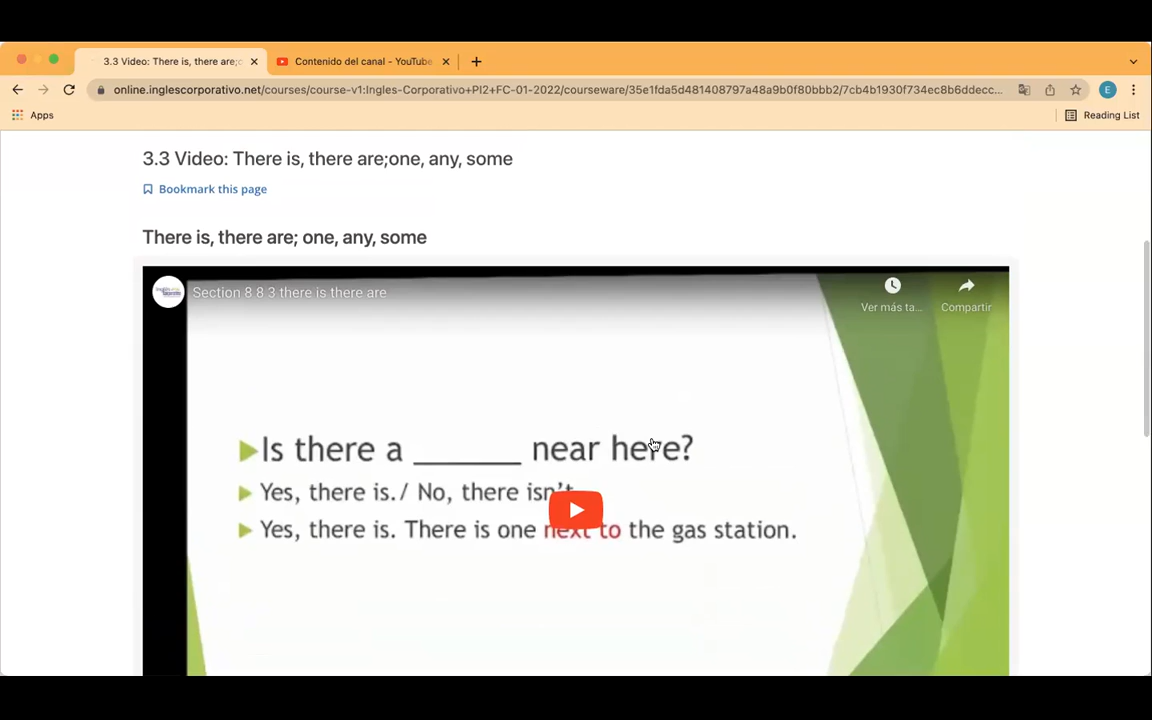 3.3 Video: There is, there are;c
Contenido del canal - YouTube
online.inglescorporativo.net/courses/course-v1:Ingles-Corporativo+PI2+FC-01-2022/courseware/35e1fda5d481408797a48a9b0f80bbb2/7cb4b1930f734ec8b6ddecc...
E
Apps
Reading List
3.3 Video: There is, there are;one, any, some
Bookmark this page
There is, there are; one, any, some
Section 8 8 3 there is there are
Ver más ta...
Compartir
Is there a _______ near here?
Yes, there is./ No, there isn't
Yes, there is. There is one next to the gas station.